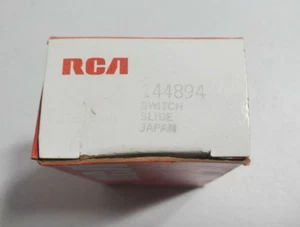 RCA
144894
SWITCH
SLIDE
JAPAN